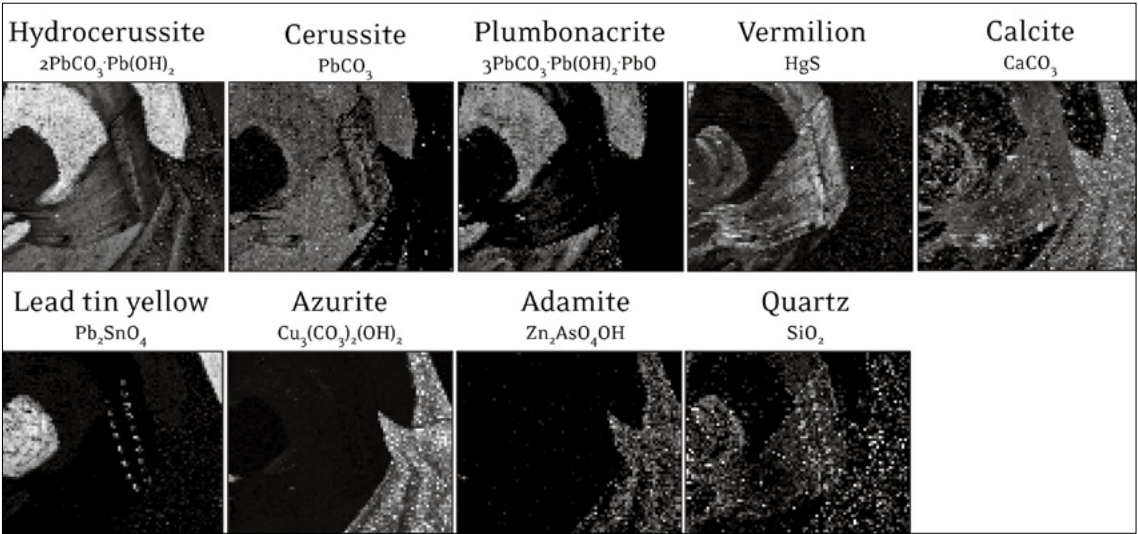 Hydrocerussite
2PbCO₃·Pb(OH)₂
Cerussite
PbCO₃
Plumbonacrite
3PbCO₃·Pb(OH)₂·PbO
Vermilion
HgS
Calcite
CaCO₃
Lead tin yellow
Pb₂SnO₄
Azurite
Cu₃(CO₃)₂(OH)₂
Adamite
Zn₂AsO₄OH
Quartz
SiO₂